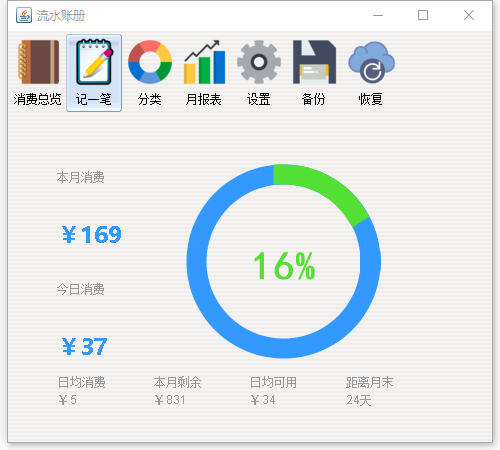 流水账册
消费总览 记一笔 分类 月报表 设置 备份 恢复
本月消费
￥169
16%
今日消费
￥37
日均消费 本月剩余 日均可用 距离月末
￥5 ￥831 ￥34 24天